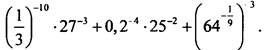 (1/3)^{-10} · 27^{-3} + 0,2^{-4} · 25^{-2} + (64^{-1/9})^{-3}.